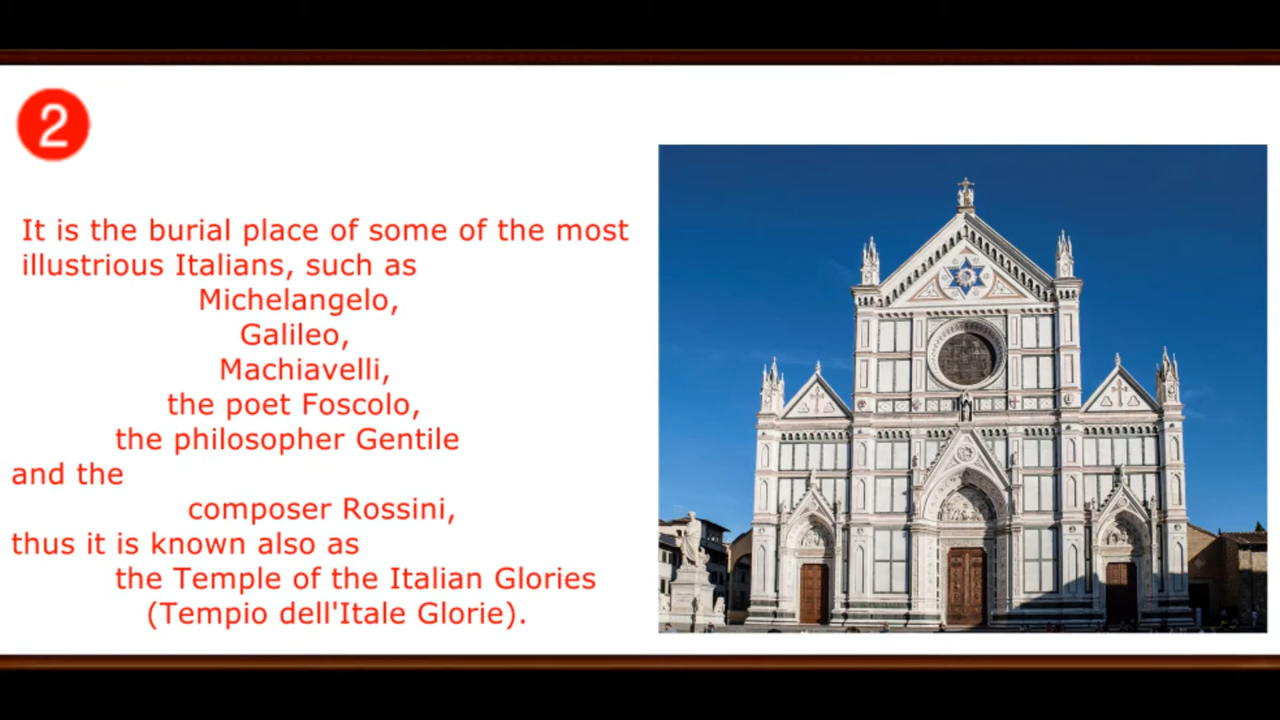 2
It is the burial place of some of the most
illustrious Italians, such as
Michelangelo,
Galileo,
Machiavelli,
the poet Foscolo,
the philosopher Gentile
and the
composer Rossini,
thus it is known also as
the Temple of the Italian Glories
(Tempio dell'Itale Glorie).